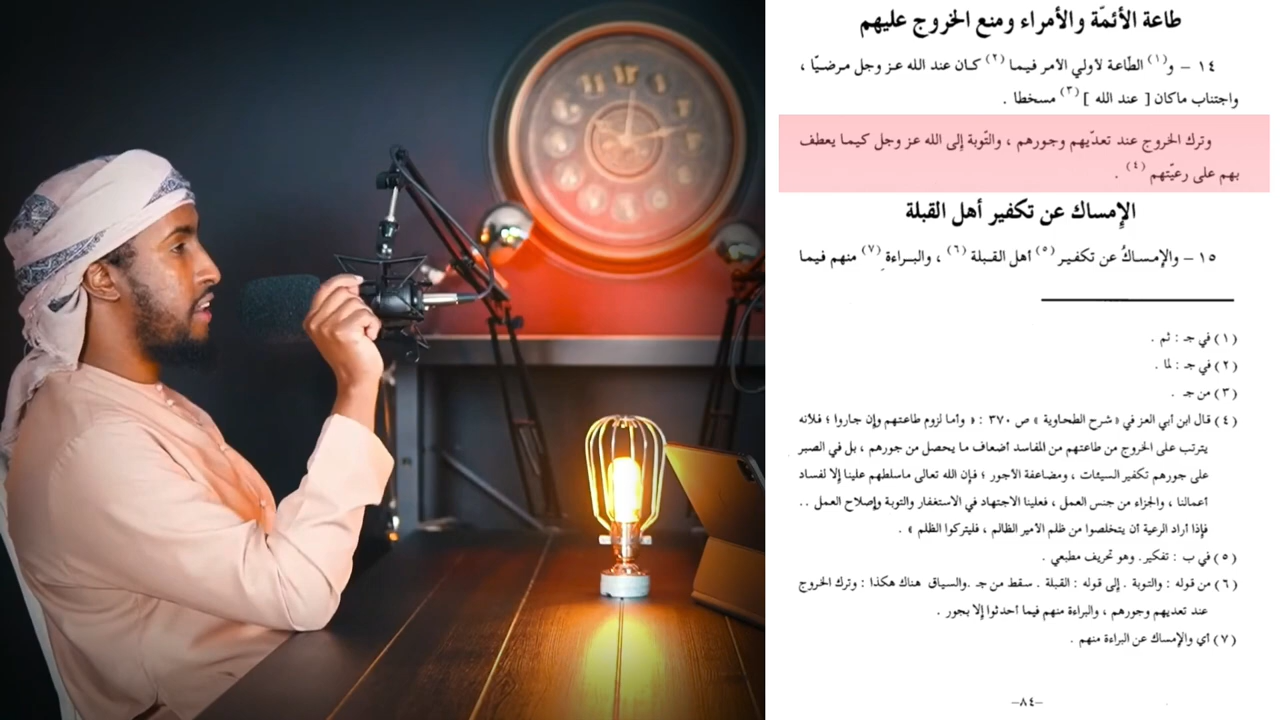 طاعة الأئمّة والأمراء ومنع الخروج عليهم
١٤ – و(١) الطّاعة لأولي الأمر فيما (٢) كان عند الله عز وجل مرضيّا ،
واجتناب ماكان [ عند الله ] (٣) مسخطا .
وترك الخروج عند تعدّيهم وجورهم ، والتّوبة إلى الله عز وجل كيما يعطف
بهم على رعيّتهم (٤) .
الإمساك عن تكفير أهل القبلة
١٥ – والإمساكُ عن تكفير (٥) أهل القبلة (٦) ، والبراءةِ (٧) منهم فيما
(١) في جـ : ثم .
(٢) في جـ : لما .
(٣) من جـ .
(٤) قال ابن أبي العز في « شرح الطحاوية » ص ٣٧٠ : « وأما لزوم طاعتهم وإن جاروا ؛ فلأنه
يترتب على الخروج من طاعتهم من المفاسد أضعاف ما يحصل من جورهم ، بل في الصبر
على جورهم تكفير السيئات ، ومضاعفة الأجور ؛ فإن الله تعالى ماسلطهم علينا إلا لفساد
أعمالنا ، والجزاء من جنس العمل ، فعلينا الاجتهاد في الاستغفار والتوبة وإصلاح العمل ..
فإذا أراد الرعية أن يتخلصوا من ظلم الأمير الظالم ، فليتركوا الظلم » .
(٥) في ب : تفكير. وهو تحريف مطبعي .
(٦) من قوله : والتوبة . إلى قوله : القبلة . سقط من جـ .والسياق هناك هكذا : وترك الخروج
عند تعديهم وجورهم ، والبراءة منهم فيما أحدثوا إلا بجور .
(٧) أي والإمساك عن البراءة منهم .
–٨٤–